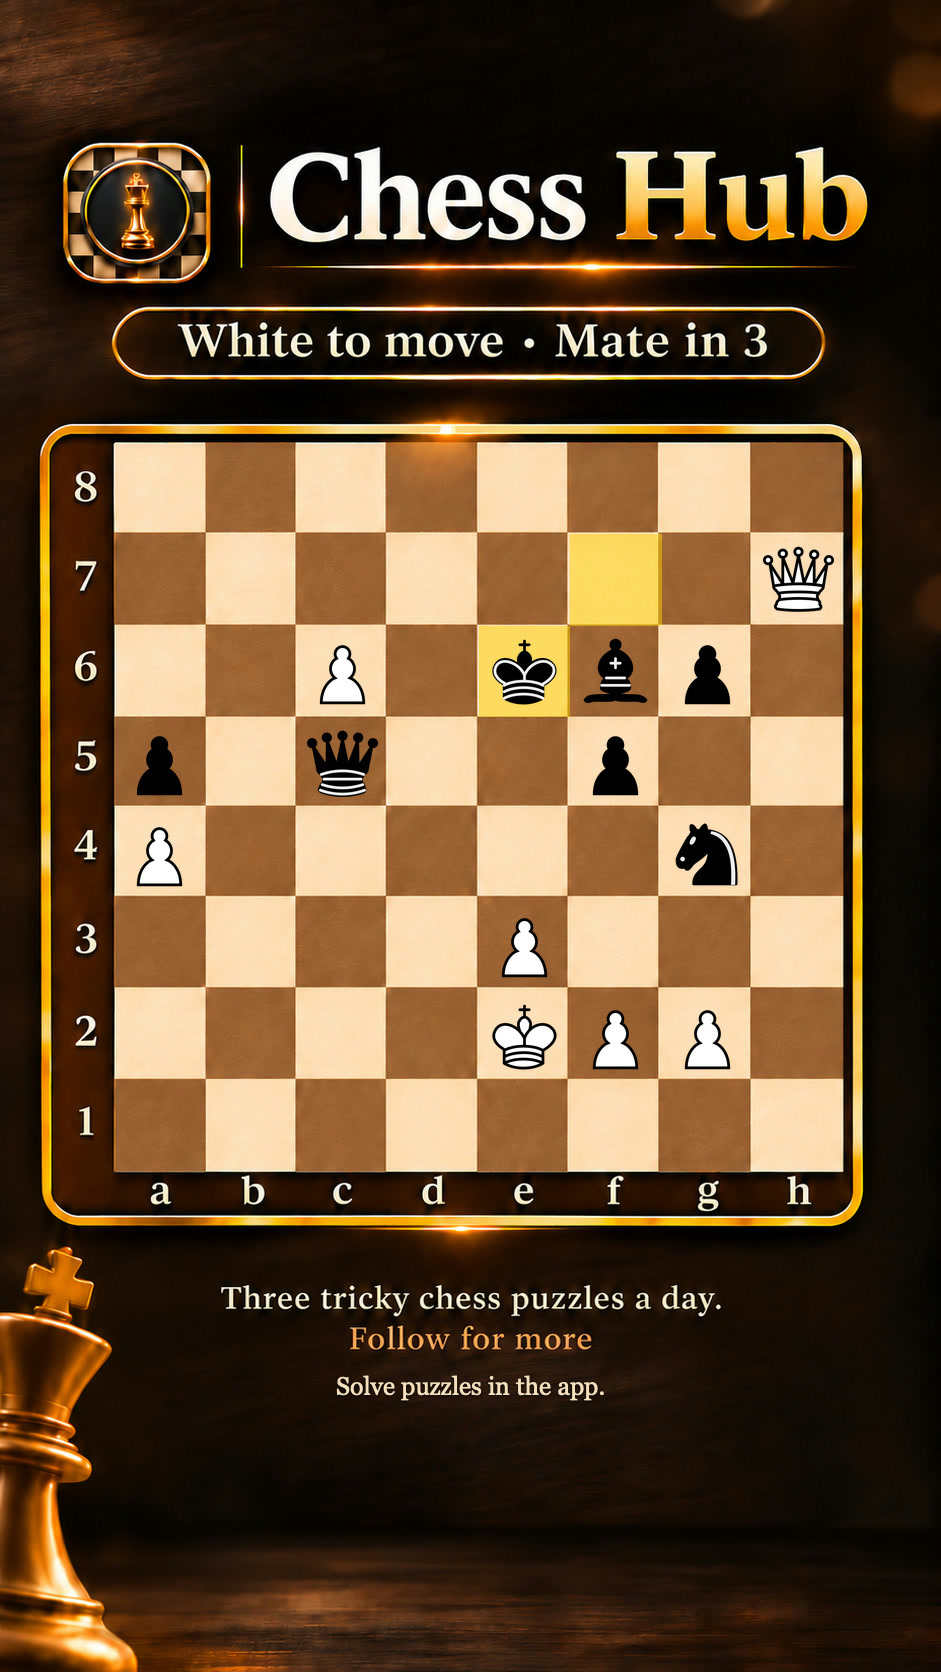 Chess Hub
White to move • Mate in 3
8
7
6
5
4
3
2
1
a b c d e f g h
Three tricky chess puzzles a day.
Follow for more
Solve puzzles in the app.